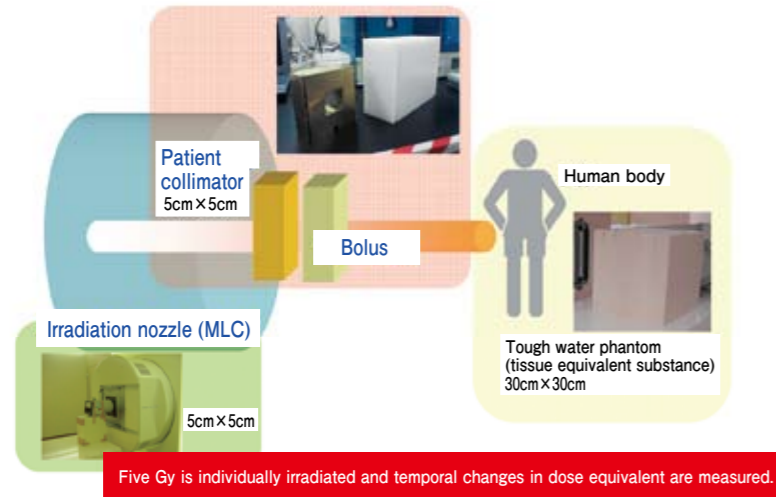 Patient
collimator
5cm×5cm
Human body
Bolus
Irradiation nozzle (MLC)
5cm×5cm
Tough water phantom
(tissue equivalent substance)
30cm×30cm
Five Gy is individually irradiated and temporal changes in dose equivalent are measured.